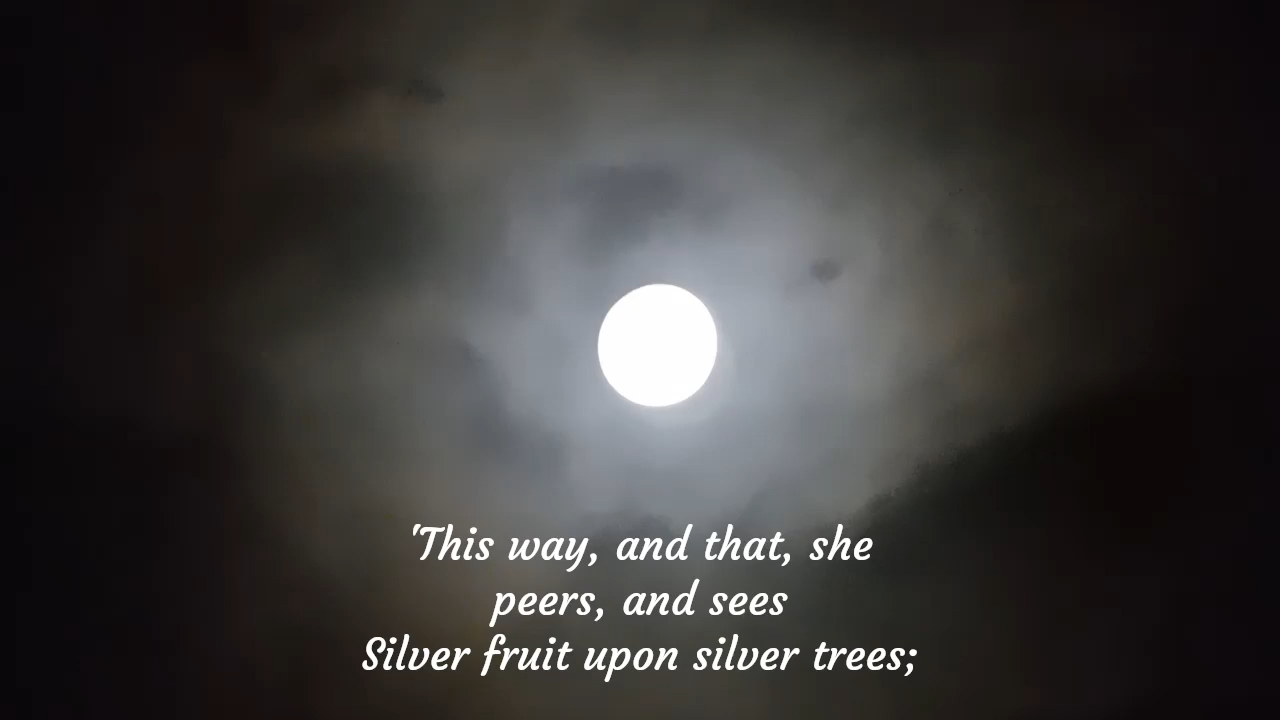 'This way, and that, she
peers, and sees
Silver fruit upon silver trees;